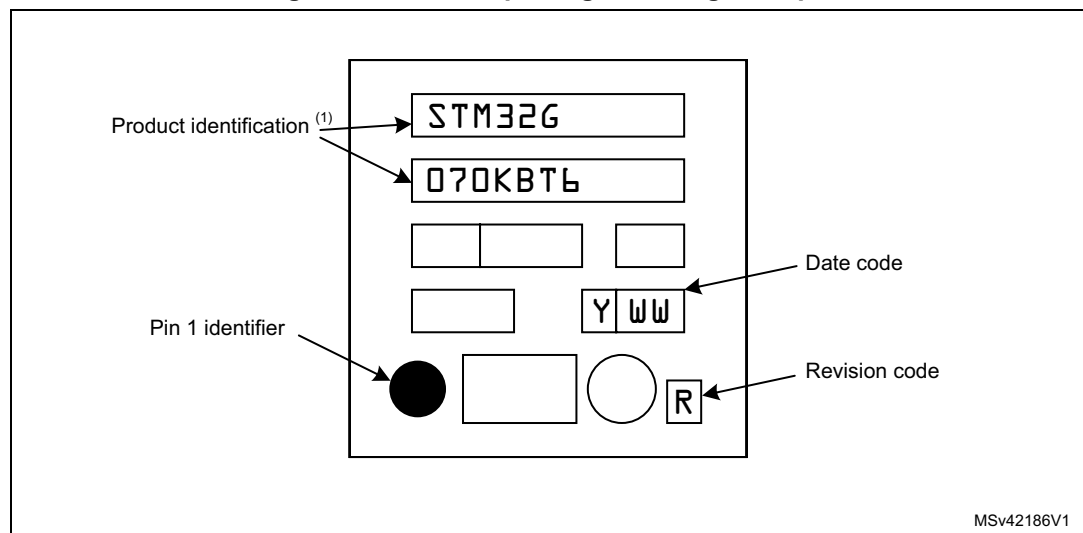 Product identification (1)
STM32G
070KBT6
Date code
Y WW
Pin 1 identifier
Revision code
R
MSv42186V1